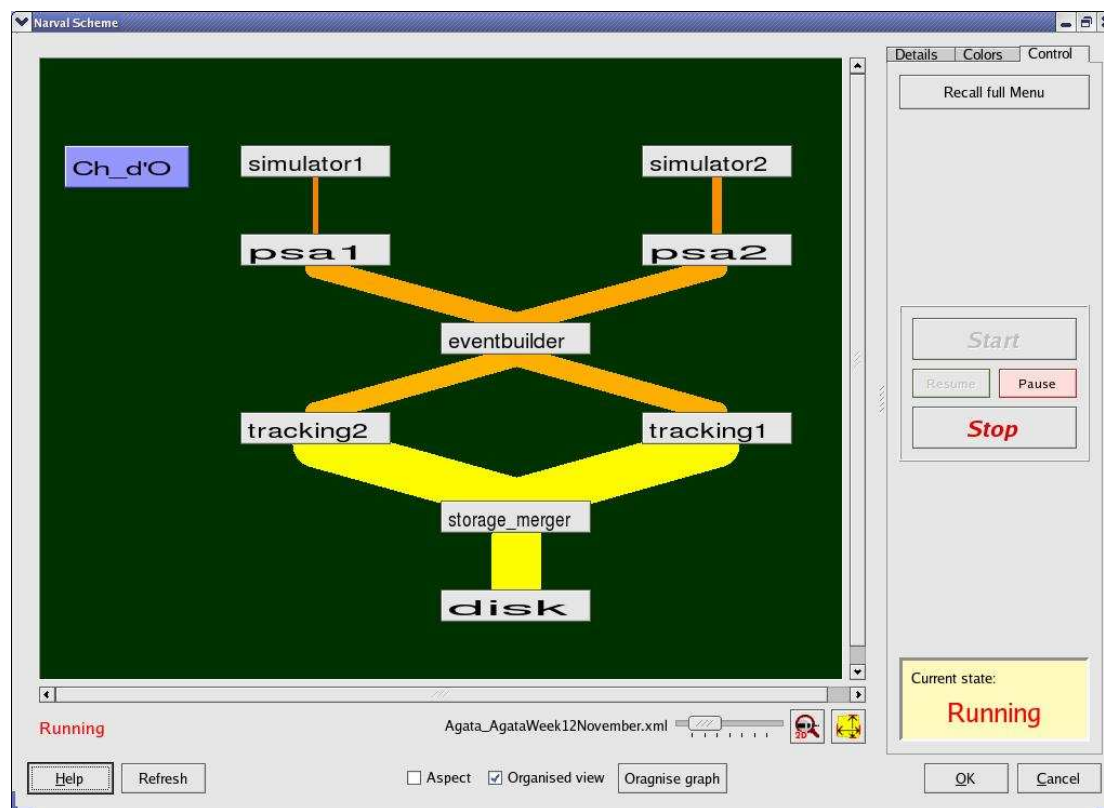 Narval Scheme
Details Colors Control
Recall full Menu
Ch_d'O
simulator1
simulator2
psa1
psa2
eventbuilder
tracking2
tracking1
storage_merger
disk
Start
Resume Pause
Stop
Current state:
Running
Running
Agata_AgataWeek12November.xml
2D
Help Refresh
Aspect Organised view Oragnise graph
OK Cancel